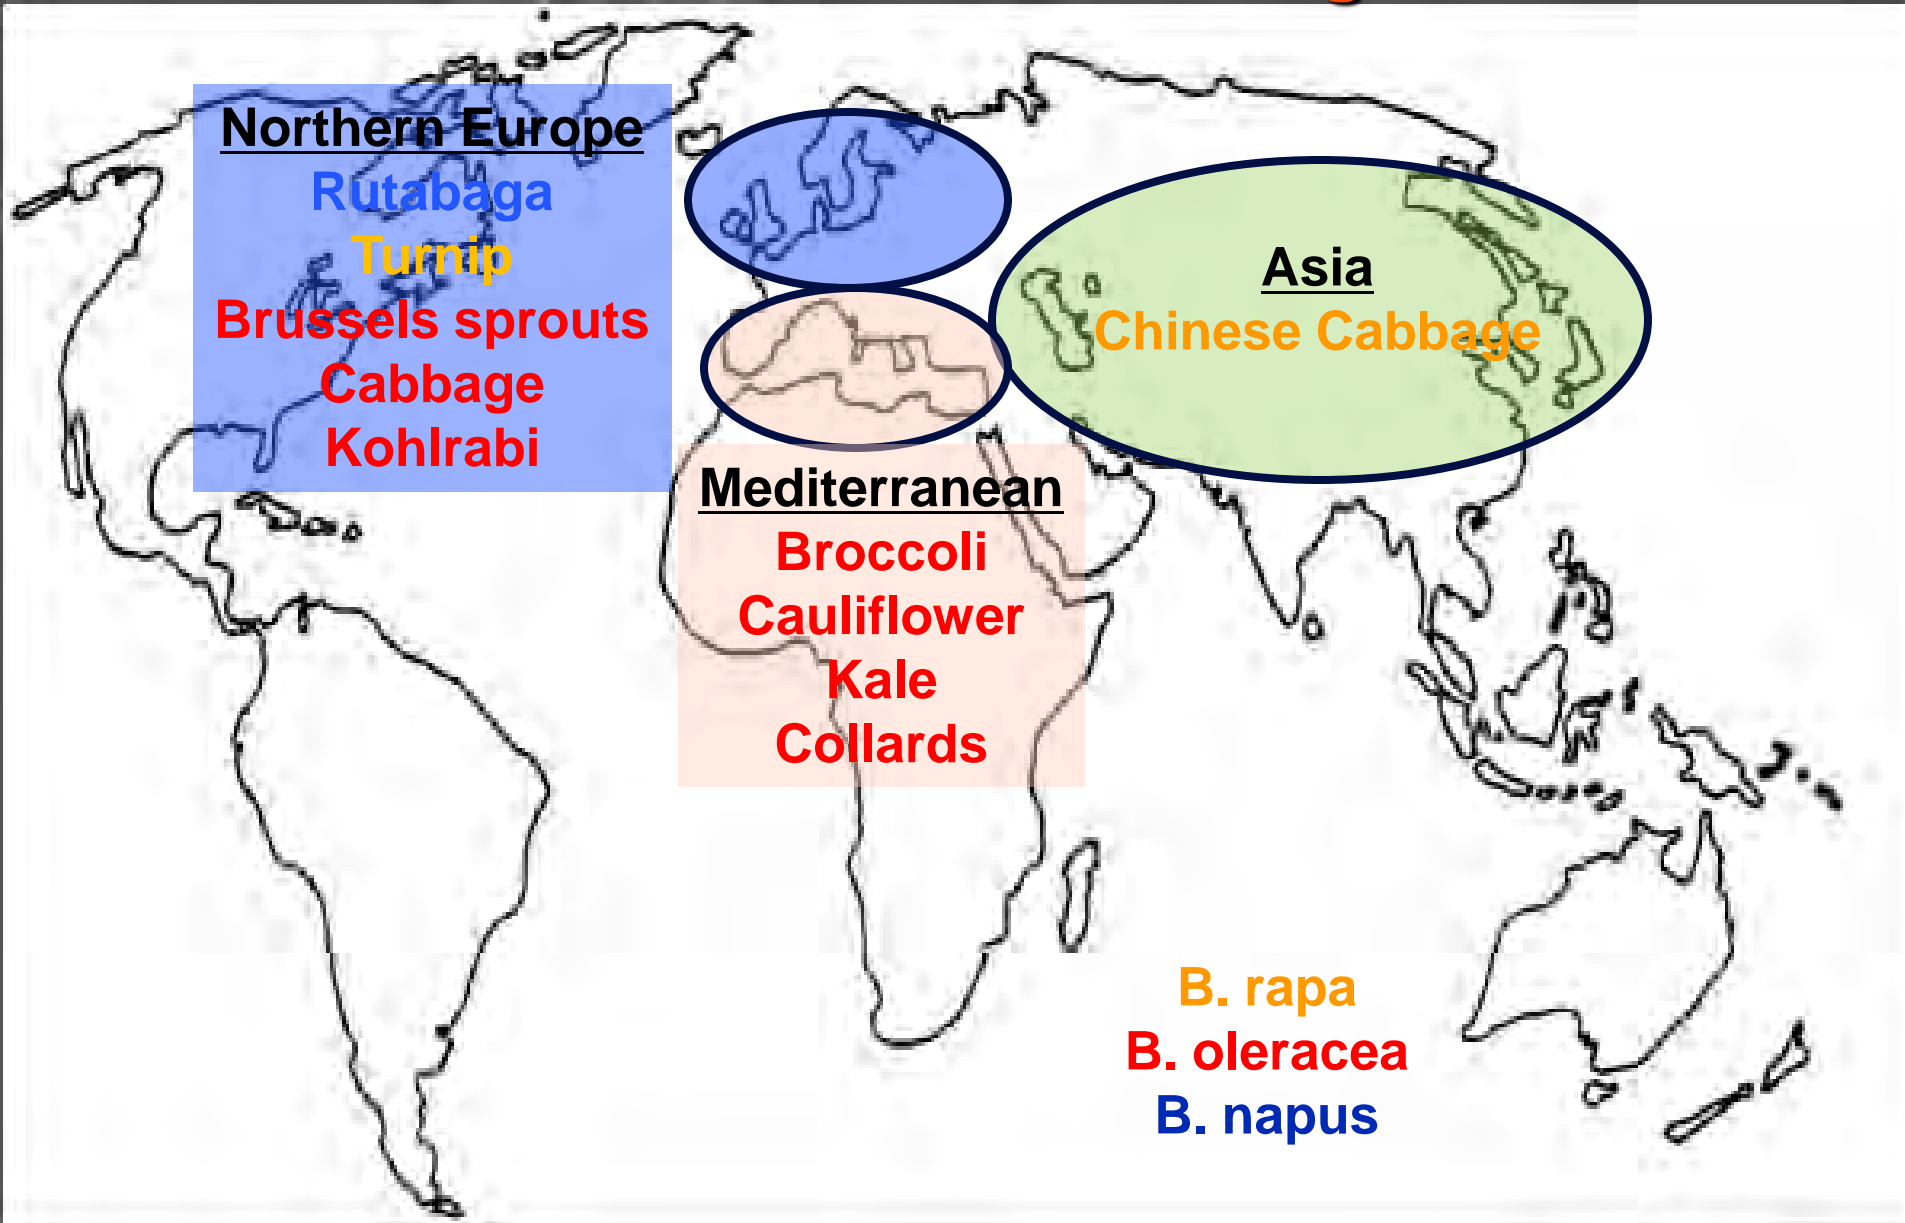 Northern Europe
Rutabaga
Turnip
Brussels sprouts
Cabbage
Kohlrabi
Asia
Chinese Cabbage
Mediterranean
Broccoli
Cauliflower
Kale
Collards
B. rapa
B. oleracea
B. napus